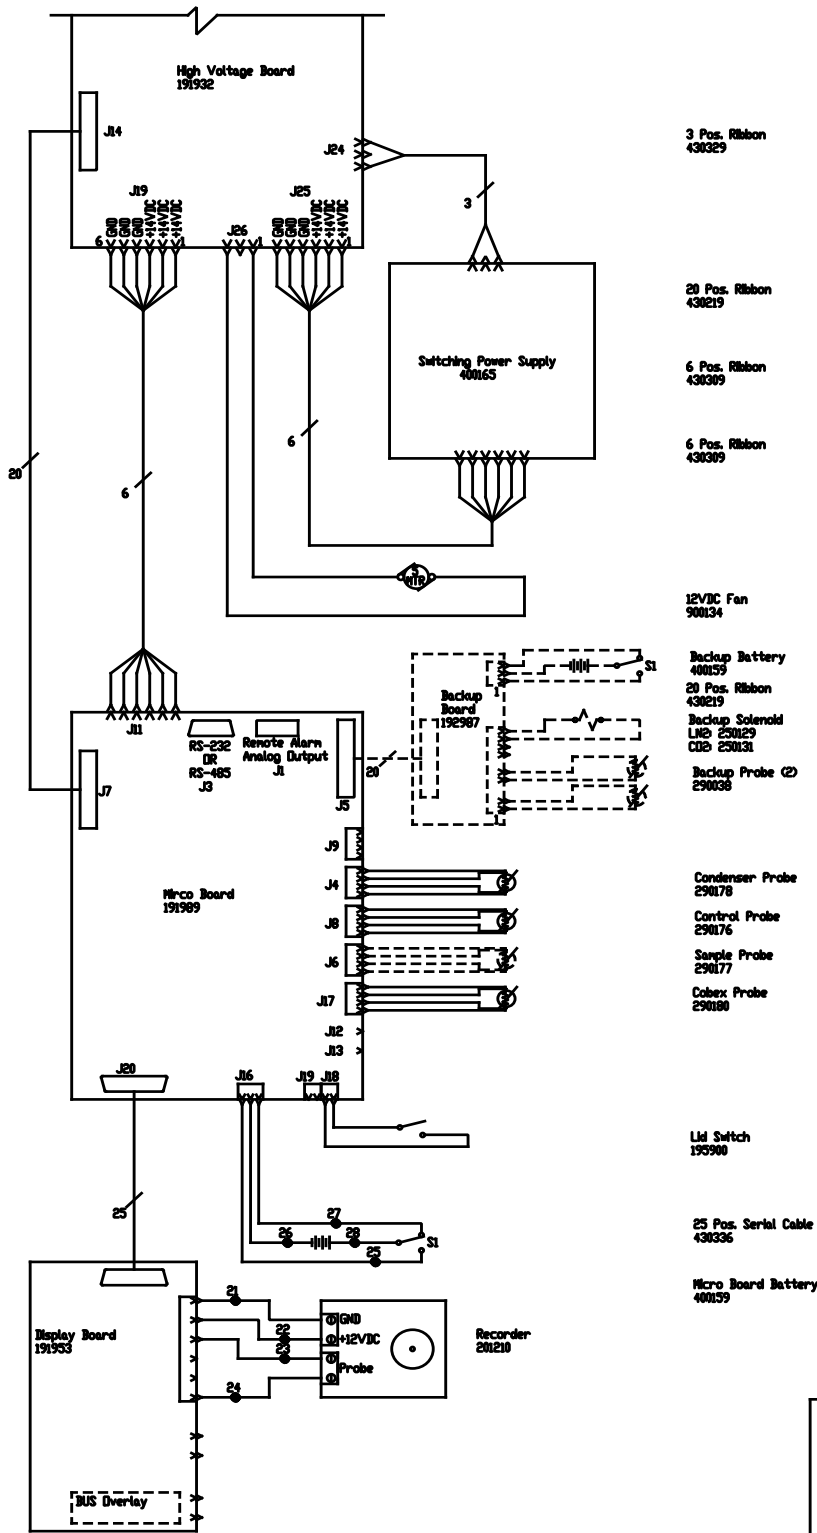 High Voltage Board
191932
J14
J24
3 Pos. Ribbon
430329
J19
J25
3
GND
GND
GND
+14VDC
+14VDC
+14VDC
J26
GND
GND
GND
+14VDC
+14VDC
+14VDC
6
1
1
1
20 Pos. Ribbon
430219
Switching Power Supply
400165
6 Pos. Ribbon
430309
6
6 Pos. Ribbon
430309
20
6
S
MTR
12VDC Fan
900134
Backup Battery
400159
S1
1
20 Pos. Ribbon
430219
Backup
Board
192987
Backup Solenoid
LN2: 250129
CO2: 250131
J11
RS-232
OR
RS-485
J3
Remote Alarm
Analog Output
J1
20
Backup Probe (2)
290038
J7
J5
1
J9
Mirco Board
191989
J4
Condenser Probe
290178
J8
Control Probe
290176
J6
Sample Probe
290177
J17
Cobex Probe
290180
J12
J13
J20
J16
J19
J18
Lid Switch
195900
25
27
26
28
S1
25
25 Pos. Serial Cable
430336
Micro Board Battery
400159
21
GND
Display Board
191953
22
+12VDC
23
Probe
24
Recorder
201210
BUS Overlay